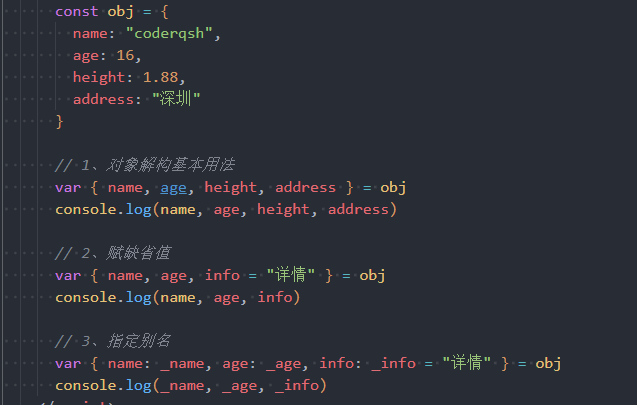 const obj = {
name: "coderqsh",
age: 16,
height: 1.88,
address: "深圳"
}
// 1、对象解构基本用法
var { name, age, height, address } = obj
console.log(name, age, height, address)
// 2、赋缺省值
var { name, age, info = "详情" } = obj
console.log(name, age, info)
// 3、指定别名
var { name: _name, age: _age, info: _info = "详情" } = obj
console.log(_name, _age, _info)